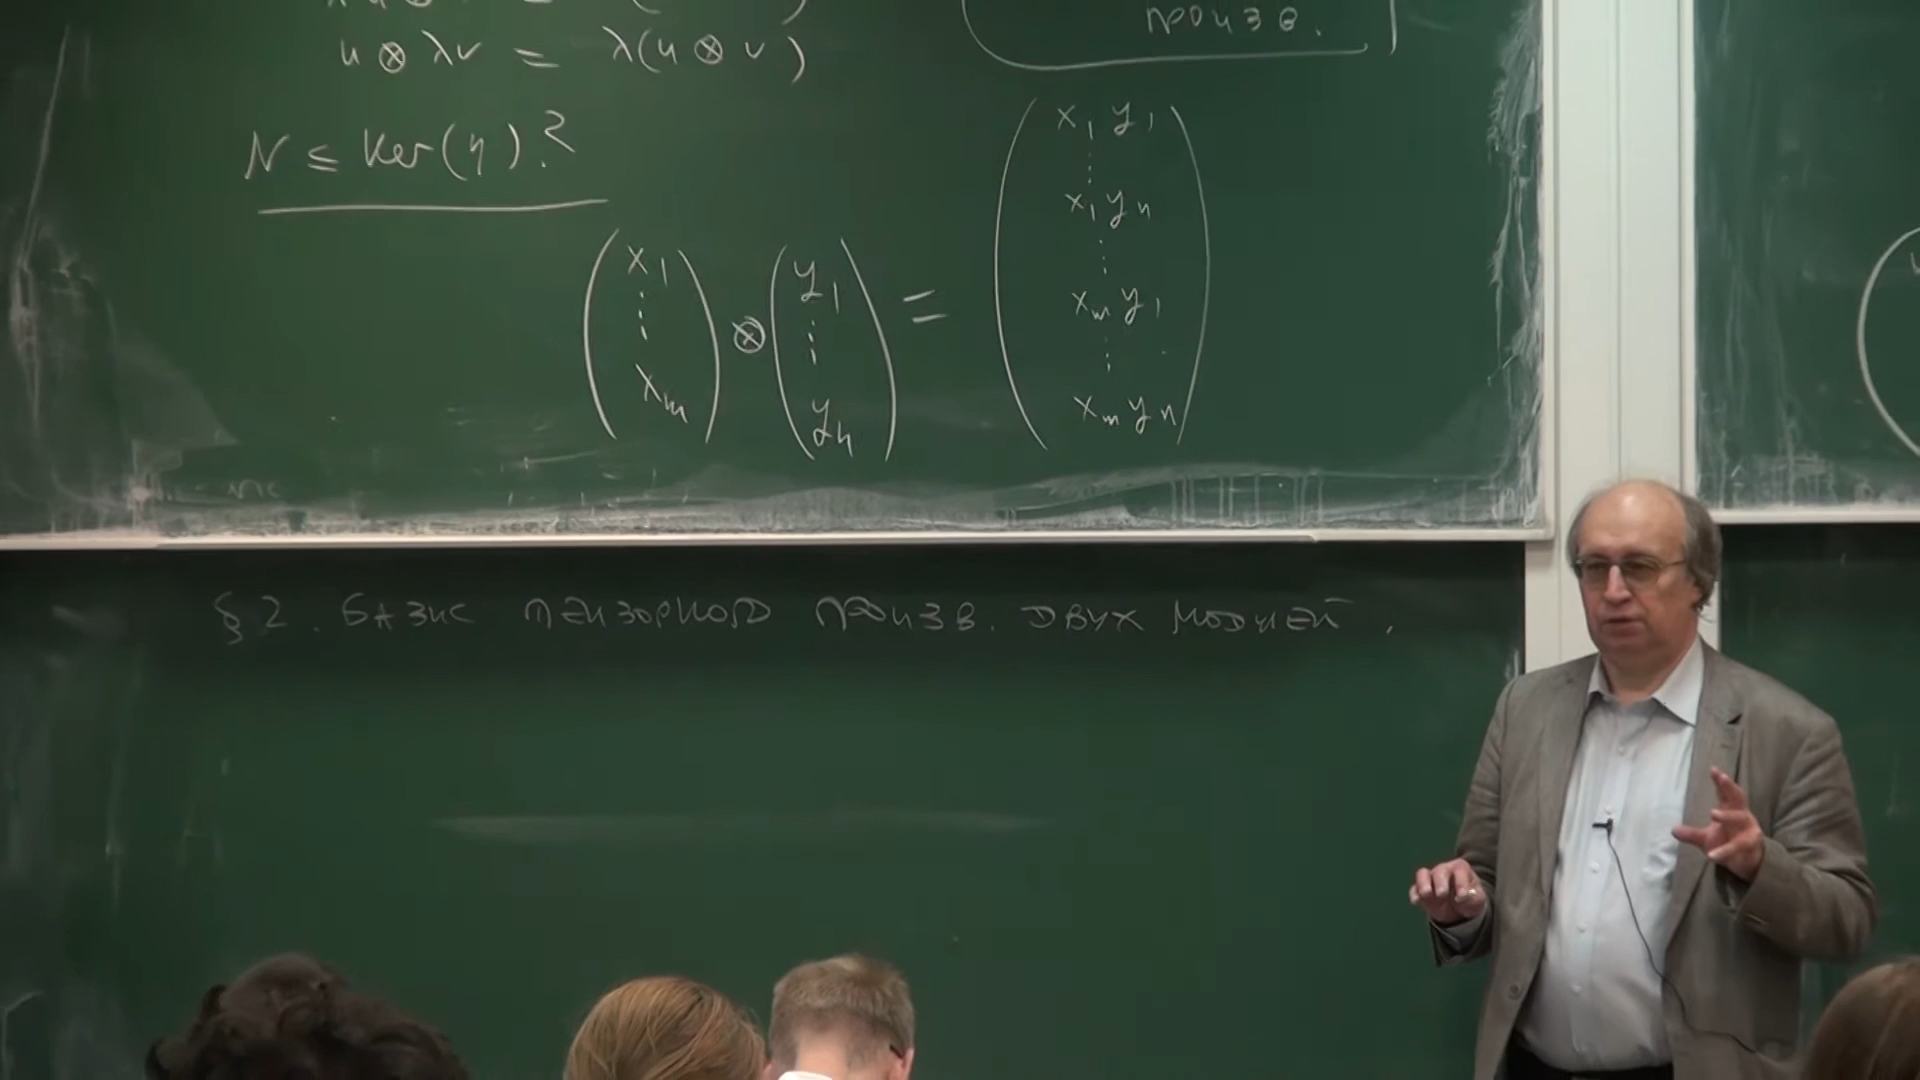 u ⊗ λv = λ(u ⊗ v)
произв.
N ≤ Ker(η)?
(x₁ ⋮ xₘ) ⊗ (y₁ ⋮ yₙ) = (x₁y₁ ⋮ x₁yₙ ⋮ xₘy₁ ⋮ xₘyₙ)
§2. Базис тензорного произв. двух модулей.